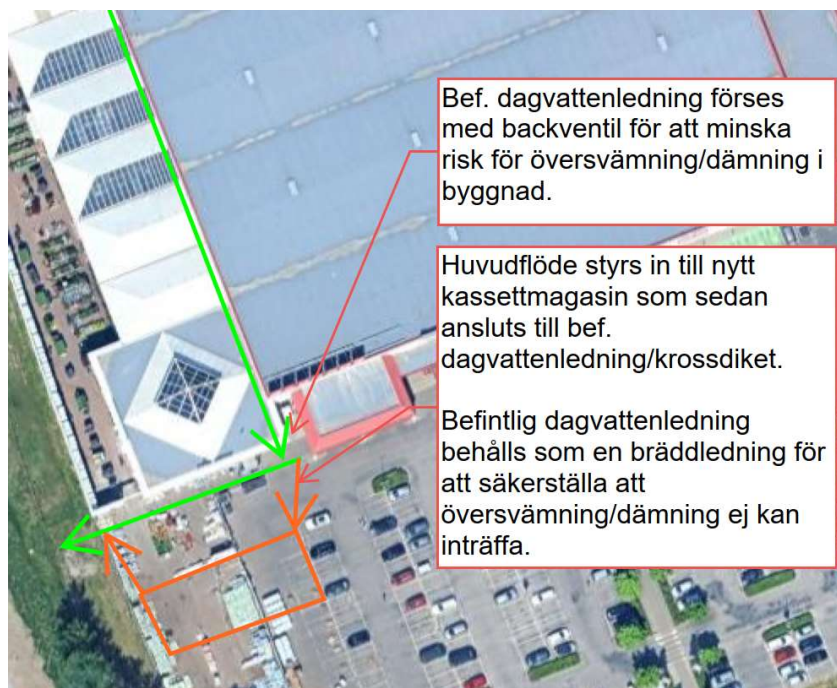 Bef. dagvattenledning förses
med backventil för att minska
risk för översvämning/dämning i
byggnad.
Huvudflöde styrs in till nytt
kassettmagasin som sedan
ansluts till bef.
dagvattenledning/krossdiket.
Befintlig dagvattenledning
behålls som en bräddledning för
att säkerställa att
översvämning/dämning ej kan
inträffa.